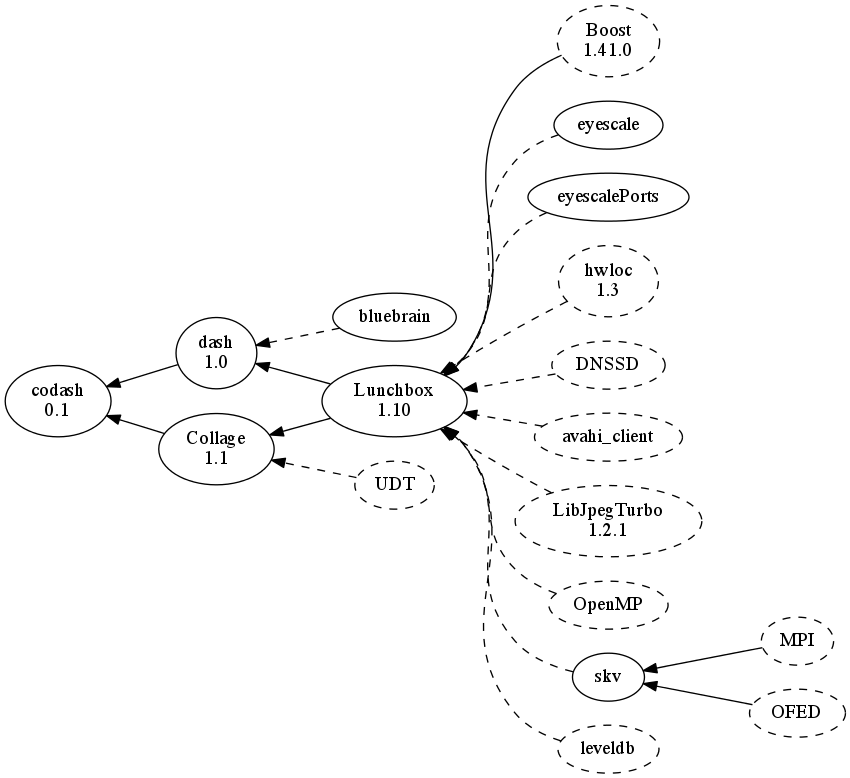 Boost
1.41.0
eyescale
eyescalePorts
hwloc
1.3
bluebrain
dash
1.0
DNSSD
codash
0.1
Lunchbox
1.10
avahi_client
Collage
1.1
UDT
LibJpegTurbo
1.2.1
OpenMP
MPI
skv
OFED
leveldb